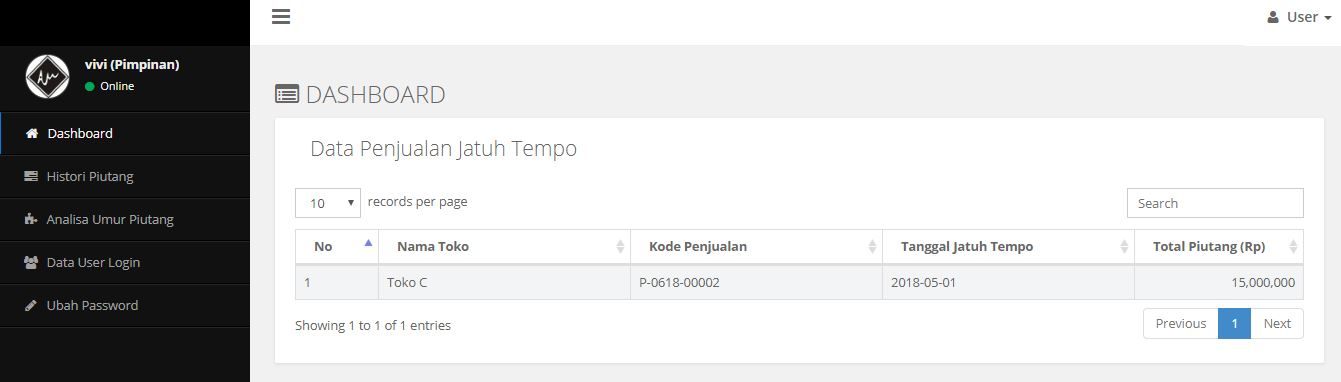 User
vivi (Pimpinan)
Online
Dashboard
Histori Piutang
Analisa Umur Piutang
Data User Login
Ubah Password
DASHBOARD
Data Penjualan Jatuh Tempo
10 records per page
Search
No Nama Toko Kode Penjualan Tanggal Jatuh Tempo Total Piutang (Rp)
1 Toko C P-0618-00002 2018-05-01 15,000,000
Showing 1 to 1 of 1 entries
Previous 1 Next